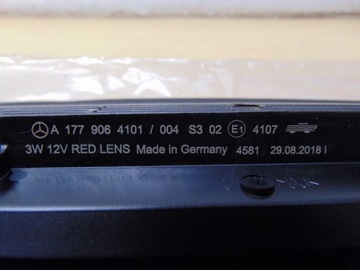 A 177 906 4101 / 004 S3 02 E1 4107
3W 12V RED LENS Made in Germany 4581 29.08.2018 I